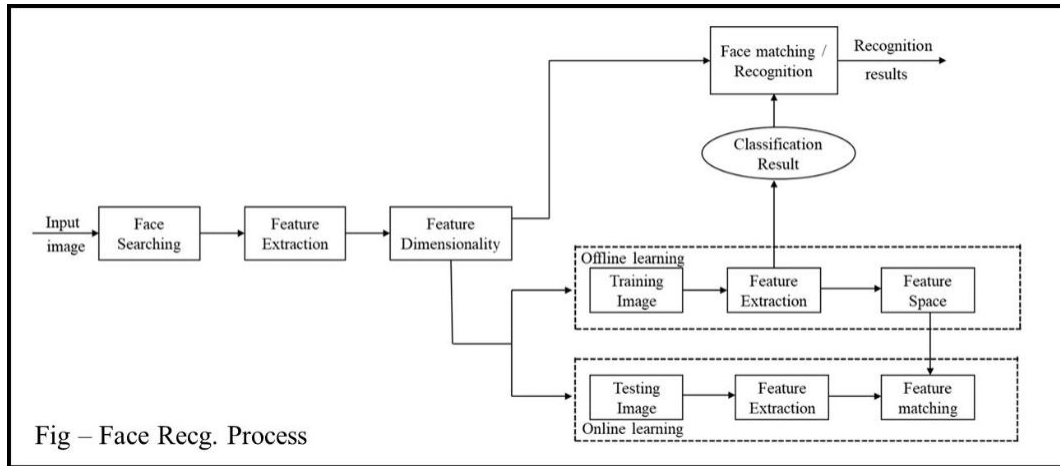 Face matching /
Recognition
Recognition
results
Classification
Result
Input
image
Face
Searching
Feature
Extraction
Feature
Dimensionality
Offline learning
Training
Image
Feature
Extraction
Feature
Space
Testing
Image
Feature
Extraction
Feature
matching
Online learning
Fig – Face Recg. Process